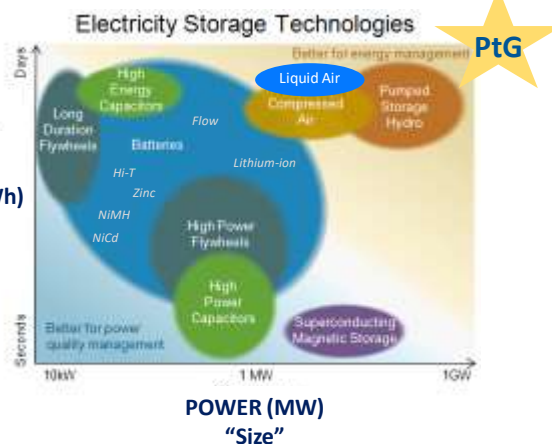 Electricity Storage Technologies
Better for energy management
PtG
Days
High
Energy
Capacitors
Liquid Air
Compressed
Air
Pumped
Storage
Hydro
Long
Duration
Flywheels
Flow
Batteries
Lithium-ion
Hi-T
Zinc
NiMH
NiCd
High Power
Flywheels
High
Power
Capacitors
Superconducting
Magnetic Storage
Better for power
quality management
Seconds
10kW
1 MW
1GW
POWER (MW)
"Size"